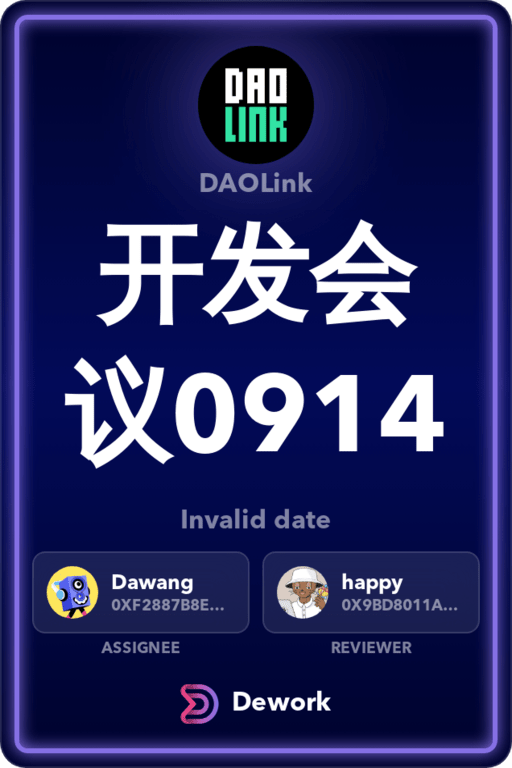 DAO
LINK
DAOLink
开发会
议0914
Invalid date
Dawang
0XF2887B8E...
happy
0X9BD8011A...
ASSIGNEE
REVIEWER
Dework